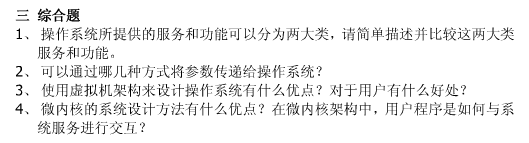 三 综合题
1、 操作系统所提供的服务和功能可以分为两大类，请简单描述并比较这两大类
服务和功能。
2、 可以通过哪几种方式将参数传递给操作系统？
3、 使用虚拟机架构来设计操作系统有什么优点？对于用户有什么好处？
4、 微内核的系统设计方法有什么优点？在微内核架构中，用户程序是如何与系
统服务进行交互？